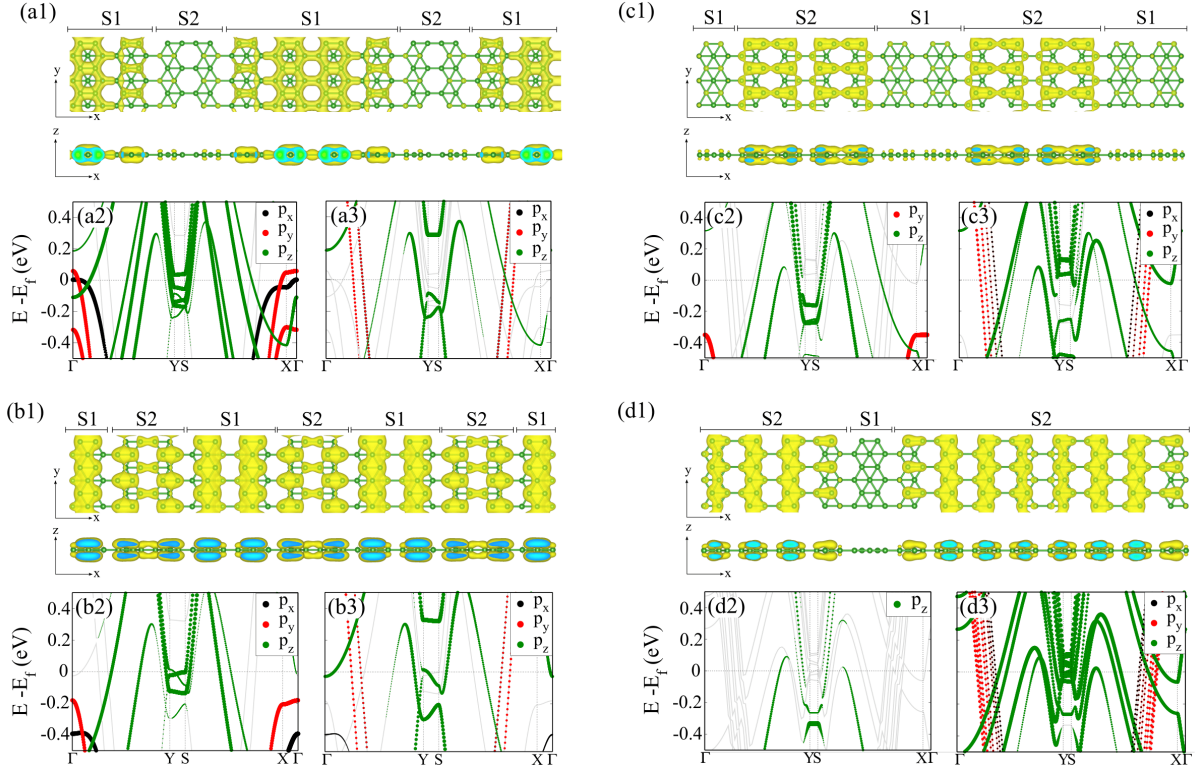 (a1)
S1 S2 S1 S2 S1
y
x
z
x
(a2)
p_x
p_y
p_z
(a3)
p_x
p_y
p_z
E -E_f (eV)
0.4
0.2
0
-0.2
-0.4
Γ YS XΓ
Γ YS XΓ
(c1)
S1 S2 S1 S2 S1
y
x
z
x
(c2)
p_y
p_z
(c3)
p_x
p_y
p_z
E -E_f (eV)
0.4
0.2
0
-0.2
-0.4
Γ YS XΓ
Γ YS XΓ
(b1)
S1 S2 S1 S2 S1 S2 S1
y
x
z
x
(b2)
p_x
p_y
p_z
(b3)
p_x
p_y
p_z
E -E_f (eV)
0.4
0.2
0
-0.2
-0.4
Γ Y S XΓ
Γ Y S XΓ
(d1)
S2 S1 S2
y
x
z
x
(d2)
p_z
(d3)
p_x
p_y
p_z
E -E_f (eV)
0.4
0.2
0
-0.2
-0.4
Γ YS XΓ
Γ YS XΓ